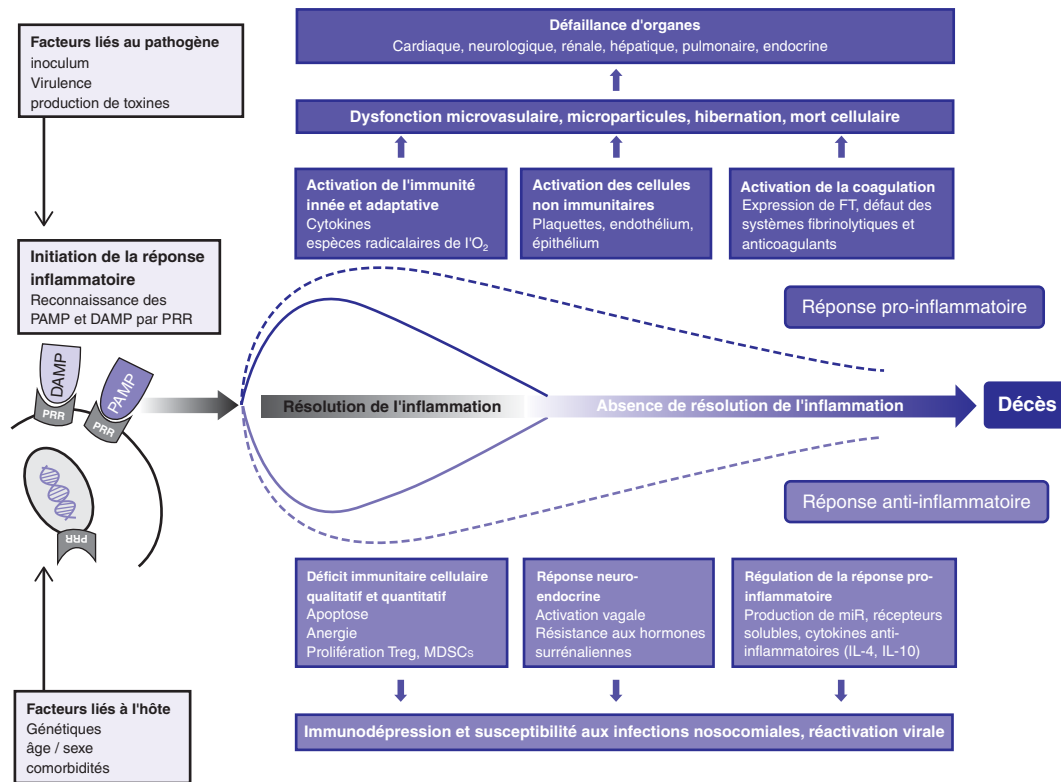 Facteurs liés au pathogène
inoculum
Virulence
production de toxines
Initiation de la réponse
inflammatoire
Reconnaissance des
PAMP et DAMP par PRR
DAMP
PAMP
PRR
PRR
PRR
Facteurs liés à l'hôte
Génétiques
âge / sexe
comorbidités
Défaillance d'organes
Cardiaque, neurologique, rénale, hépatique, pulmonaire, endocrine
Dysfonction microvasulaire, microparticules, hibernation, mort cellulaire
Activation de l'immunité
innée et adaptative
Cytokines
espèces radicalaires de l'O₂
Activation des cellules
non immunitaires
Plaquettes, endothélium,
épithélium
Activation de la coagulation
Expression de FT, défaut des
systèmes fibrinolytiques et
anticoagulants
Réponse pro-inflammatoire
Résolution de l'inflammation
Absence de résolution de l'inflammation
Décès
Réponse anti-inflammatoire
Déficit immunitaire cellulaire
qualitatif et quantitatif
Apoptose
Anergie
Prolifération Treg, MDSCs
Réponse neuro-
endocrine
Activation vagale
Résistance aux hormones
surrénaliennes
Régulation de la réponse pro-
inflammatoire
Production de miR, récepteurs
solubles, cytokines anti-
inflammatoires (IL-4, IL-10)
Immunodépression et susceptibilité aux infections nosocomiales, réactivation virale